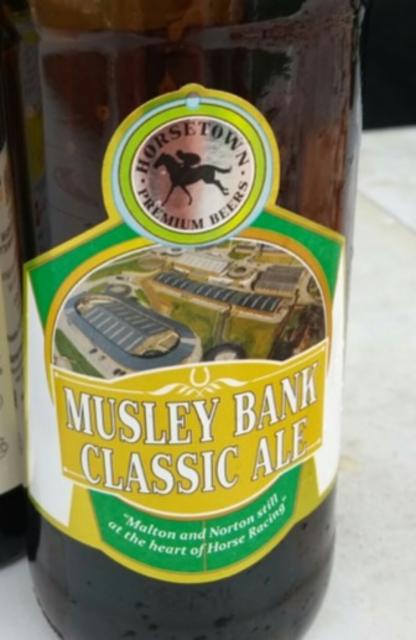 HORSETOWN
PREMIUM BEERS
MUSLEY BANK
CLASSIC ALE
"Malton and Norton still
at the heart of Horse Racing"